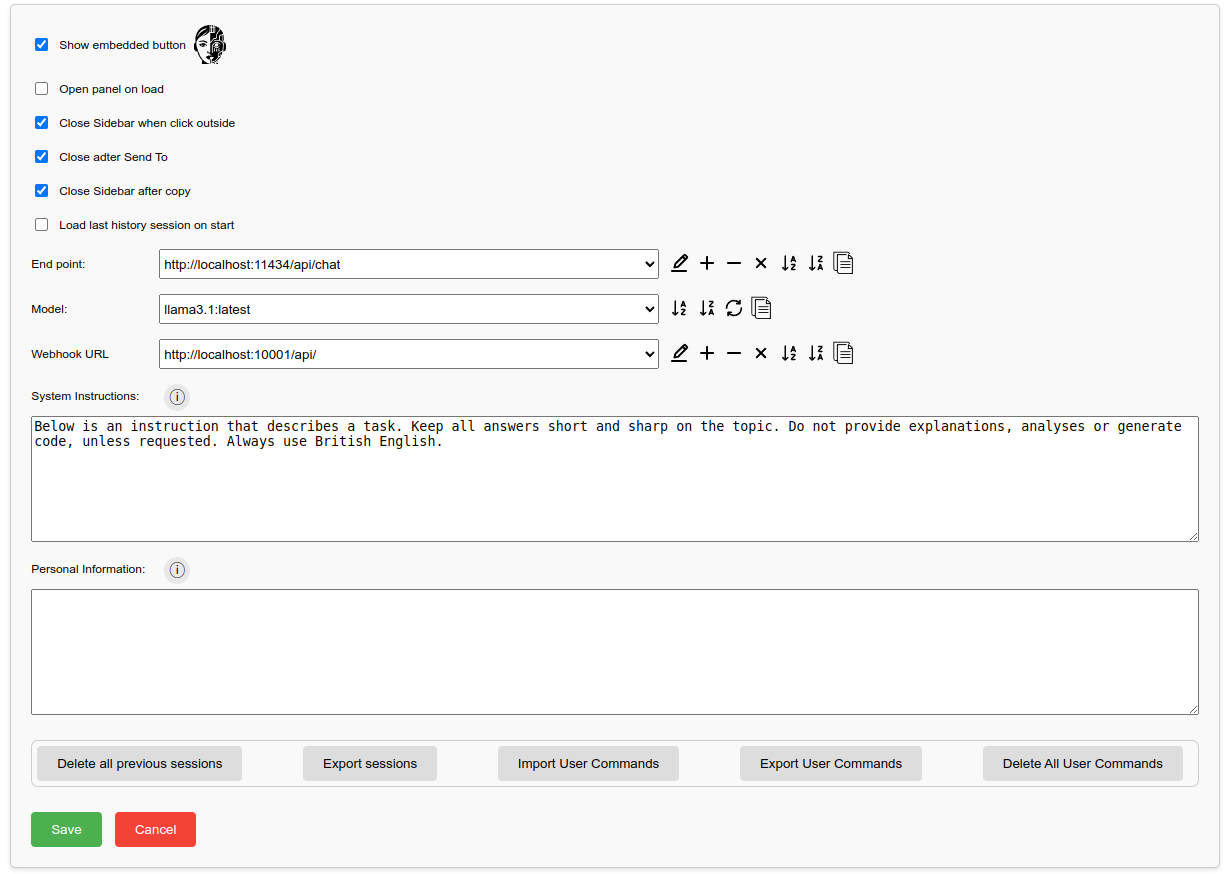 Show embedded button
Open panel on load
Close Sidebar when click outside
Close adter Send To
Close Sidebar after copy
Load last history session on start
End point: http://localhost:11434/api/chat
Model: llama3.1:latest
Webhook URL http://localhost:10001/api/
System Instructions:
Below is an instruction that describes a task. Keep all answers short and sharp on the topic. Do not provide explanations, analyses or generate
code, unless requested. Always use British English.
Personal Information:
Delete all previous sessions Export sessions Import User Commands Export User Commands Delete All User Commands
Save Cancel